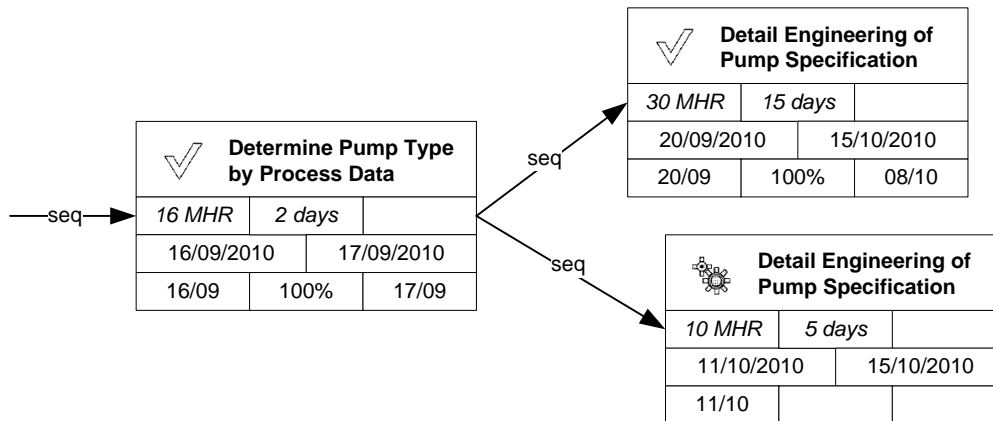 seq
Determine Pump Type
by Process Data
16 MHR 2 days
16/09/2010 17/09/2010
16/09 100% 17/09
seq
Detail Engineering of
Pump Specification
30 MHR 15 days
20/09/2010 15/10/2010
20/09 100% 08/10
seq
Detail Engineering of
Pump Specification
10 MHR 5 days
11/10/2010 15/10/2010
11/10